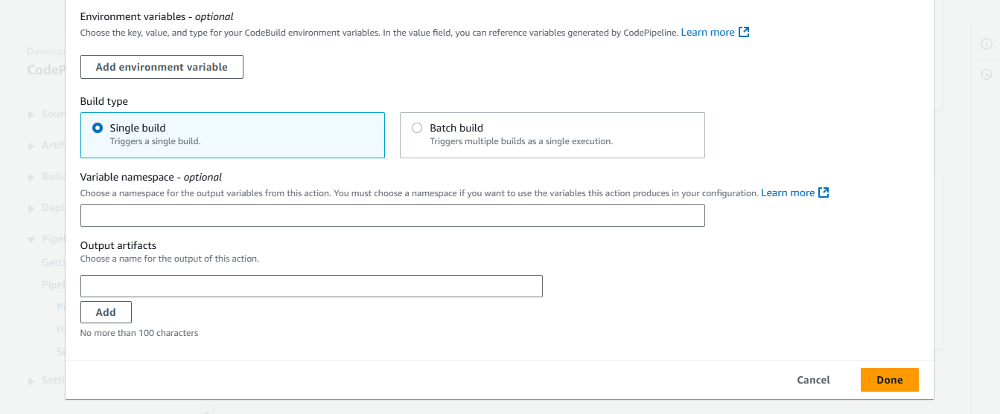 Environment variables - optional
Choose the key, value, and type for your CodeBuild environment variables. In the value field, you can reference variables generated by CodePipeline. Learn more
Add environment variable
Build type
Single build
Triggers a single build.
Batch build
Triggers multiple builds as a single execution.
Variable namespace - optional
Choose a namespace for the output variables from this action. You must choose a namespace if you want to use the variables this action produces in your configuration. Learn more
Output artifacts
Choose a name for the output of this action.
Add
No more than 100 characters
Cancel
Done
Develop
CodeP
Sour
Artif
Build
Depl
Pipel
Getti
Pipel
Pi
Hi
Se
Setti